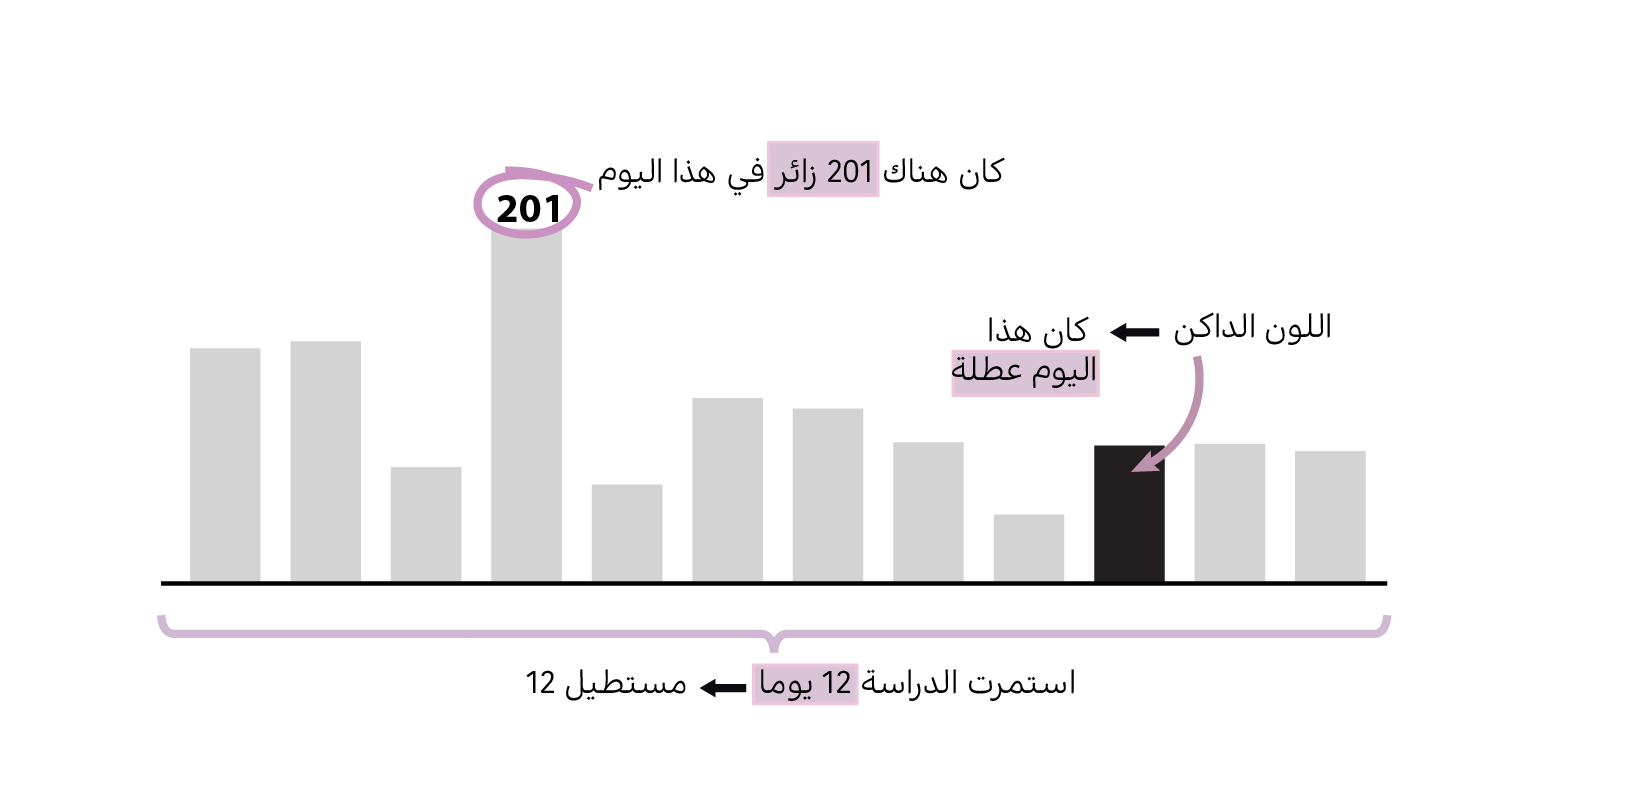 كان هناك 201 زائر في هذا اليوم
201
اللون الداكن ← كان هذا
اليوم عطلة
استمرت الدراسة 12 يوما ← مستطيل 12